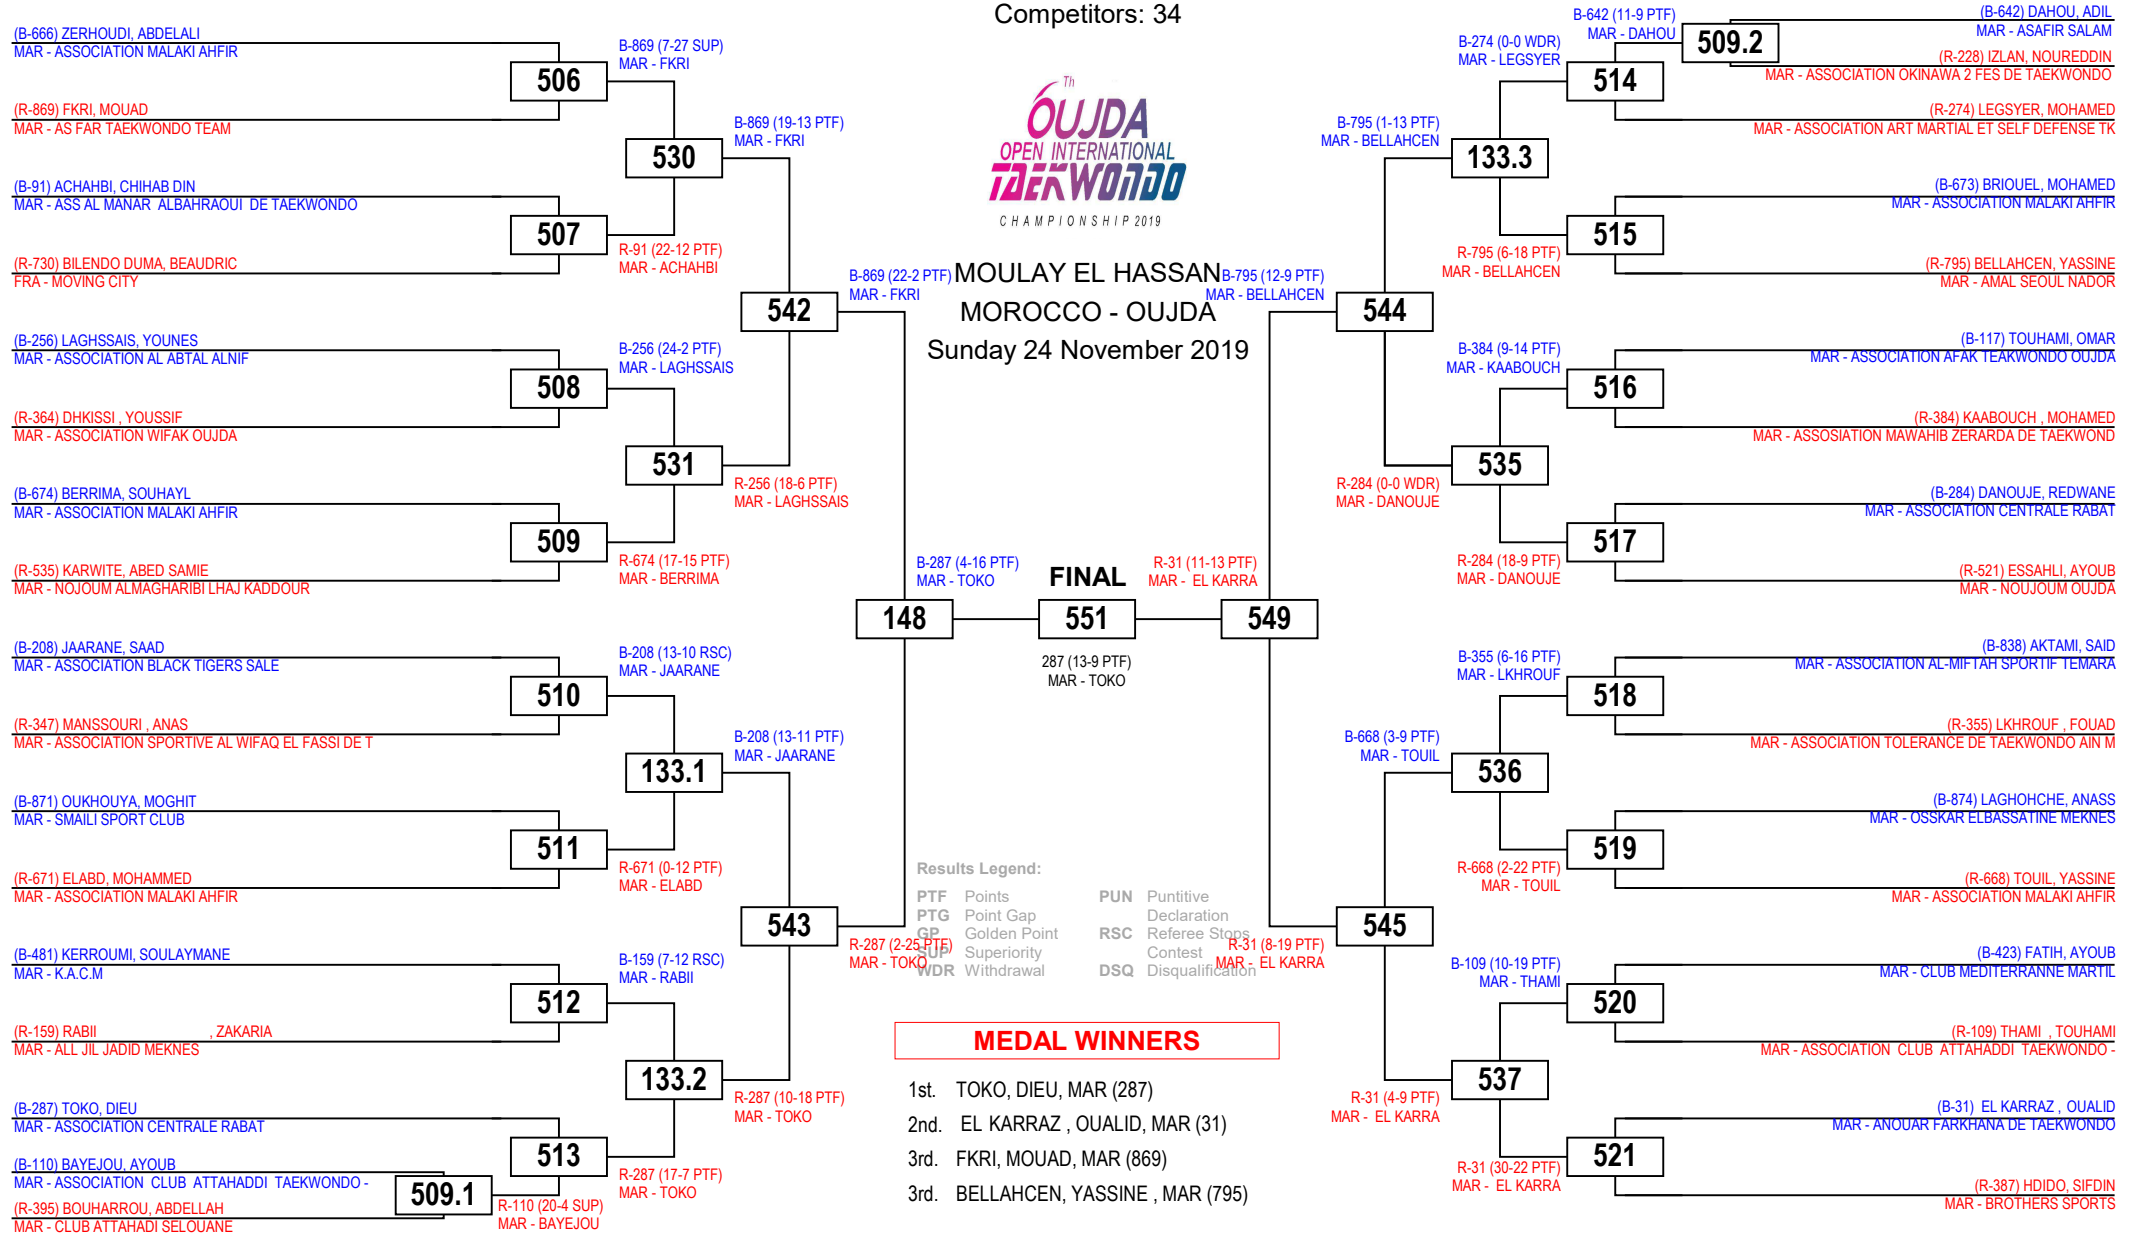 Competitors: 34
6Th
OUJDA
OPEN INTERNATIONAL
TAEKWONDO
CHAMPIONSHIP 2019
MOULAY EL HASSAN
MOROCCO - OUJDA
Sunday 24 November 2019
(B-666) ZERHOUDI, ABDELALI
MAR - ASSOCIATION MALAKI AHFIR
506
(R-869) FKRI, MOUAD
MAR - AS FAR TAEKWONDO TEAM
B-869 (7-27 SUP)
MAR - FKRI
530
(B-91) ACHAHBI, CHIHAB DIN
MAR - ASS AL MANAR ALBAHRAOUI DE TAEKWONDO
507
(R-730) BILENDO DUMA, BEAUDRIC
FRA - MOVING CITY
R-91 (22-12 PTF)
MAR - ACHAHBI
B-869 (19-13 PTF)
MAR - FKRI
542
(B-256) LAGHSSAIS, YOUNES
MAR - ASSOCIATION AL ABTAL ALNIF
508
(R-364) DHKISSI , YOUSSIF
MAR - ASSOCIATION WIFAK OUJDA
B-256 (24-2 PTF)
MAR - LAGHSSAIS
531
(B-674) BERRIMA, SOUHAYL
MAR - ASSOCIATION MALAKI AHFIR
509
(R-535) KARWITE, ABED SAMIE
MAR - NOJOUM ALMAGHARIBI LHAJ KADDOUR
R-674 (17-15 PTF)
MAR - BERRIMA
R-256 (18-6 PTF)
MAR - LAGHSSAIS
B-869 (22-2 PTF)
MAR - FKRI
148
(B-208) JAARANE, SAAD
MAR - ASSOCIATION BLACK TIGERS SALE
510
(R-347) MANSSOURI , ANAS
MAR - ASSOCIATION SPORTIVE AL WIFAQ EL FASSI DE T
B-208 (13-10 RSC)
MAR - JAARANE
133.1
(B-871) OUKHOUYA, MOGHIT
MAR - SMAILI SPORT CLUB
511
(R-671) ELABD, MOHAMMED
MAR - ASSOCIATION MALAKI AHFIR
R-671 (0-12 PTF)
MAR - ELABD
B-208 (13-11 PTF)
MAR - JAARANE
543
(B-481) KERROUMI, SOULAYMANE
MAR - K.A.C.M
512
(R-159) RABII , ZAKARIA
MAR - ALL JIL JADID MEKNES
B-159 (7-12 RSC)
MAR - RABII
133.2
(B-287) TOKO, DIEU
MAR - ASSOCIATION CENTRALE RABAT
513
(B-110) BAYEJOU, AYOUB
MAR - ASSOCIATION CLUB ATTAHADDI TAEKWONDO -
509.1
(R-395) BOUHARROU, ABDELLAH
MAR - CLUB ATTAHADI SELOUANE
R-110 (20-4 SUP)
MAR - BAYEJOU
R-287 (17-7 PTF)
MAR - TOKO
R-287 (10-18 PTF)
MAR - TOKO
R-287 (2-25 PTF)
MAR - TOKO
B-287 (4-16 PTF)
MAR - TOKO
FINAL
551
287 (13-9 PTF)
MAR - TOKO
R-31 (11-13 PTF)
MAR - EL KARRA
549
B-795 (12-9 PTF)
MAR - BELLAHCEN
544
B-795 (1-13 PTF)
MAR - BELLAHCEN
133.3
B-274 (0-0 WDR)
MAR - LEGSYER
514
B-642 (11-9 PTF)
MAR - DAHOU
509.2
(B-642) DAHOU, ADIL
MAR - ASAFIR SALAM
(R-228) IZLAN, NOUREDDIN
MAR - ASSOCIATION OKINAWA 2 FES DE TAEKWONDO
(R-274) LEGSYER, MOHAMED
MAR - ASSOCIATION ART MARTIAL ET SELF DEFENSE TK
(B-673) BRIOUEL, MOHAMED
MAR - ASSOCIATION MALAKI AHFIR
515
R-795 (6-18 PTF)
MAR - BELLAHCEN
(R-795) BELLAHCEN, YASSINE
MAR - AMAL SEOUL NADOR
(B-117) TOUHAMI, OMAR
MAR - ASSOCIATION AFAK TEAKWONDO OUJDA
B-384 (9-14 PTF)
MAR - KAABOUCH
516
(R-384) KAABOUCH , MOHAMED
MAR - ASSOSIATION MAWAHIB ZERARDA DE TAEKWOND
535
R-284 (0-0 WDR)
MAR - DANOUJE
(B-284) DANOUJE, REDWANE
MAR - ASSOCIATION CENTRALE RABAT
517
R-284 (18-9 PTF)
MAR - DANOUJE
(R-521) ESSAHLI, AYOUB
MAR - NOUJOUM OUJDA
(B-838) AKTAMI, SAID
MAR - ASSOCIATION AL-MIFTAH SPORTIF TEMARA
B-355 (6-16 PTF)
MAR - LKHROUF
518
(R-355) LKHROUF , FOUAD
MAR - ASSOCIATION TOLERANCE DE TAEKWONDO AIN M
B-668 (3-9 PTF)
MAR - TOUIL
536
(B-874) LAGHOHCHE, ANASS
MAR - OSSKAR ELBASSATINE MEKNES
519
R-668 (2-22 PTF)
MAR - TOUIL
(R-668) TOUIL, YASSINE
MAR - ASSOCIATION MALAKI AHFIR
545
R-31 (8-19 PTF)
MAR - EL KARRA
(B-423) FATIH, AYOUB
MAR - CLUB MEDITERRANNE MARTIL
B-109 (10-19 PTF)
MAR - THAMI
520
(R-109) THAMI , TOUHAMI
MAR - ASSOCIATION CLUB ATTAHADDI TAEKWONDO -
537
R-31 (4-9 PTF)
MAR - EL KARRA
(B-31) EL KARRAZ , OUALID
MAR - ANOUAR FARKHANA DE TAEKWONDO
521
R-31 (30-22 PTF)
MAR - EL KARRA
(R-387) HDIDO, SIFDIN
MAR - BROTHERS SPORTS
Results Legend:
PTF Points
PTG Point Gap
GP Golden Point
SUP Superiority
WDR Withdrawal
PUN Puntitive
Declaration
RSC Referee Stops
Contest
DSQ Disqualification
MEDAL WINNERS
1st. TOKO, DIEU, MAR (287)
2nd. EL KARRAZ , OUALID, MAR (31)
3rd. FKRI, MOUAD, MAR (869)
3rd. BELLAHCEN, YASSINE , MAR (795)